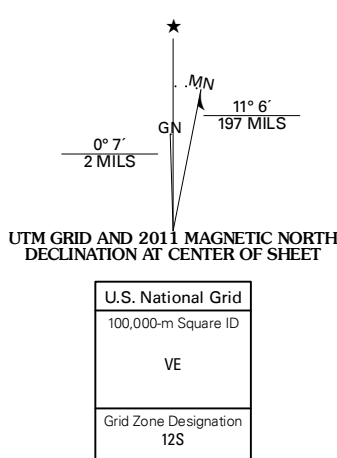 ★
MN
11° 6´
197 MILS
GN
0° 7´
2 MILS
UTM GRID AND 2011 MAGNETIC NORTH
DECLINATION AT CENTER OF SHEET
U.S. National Grid
100,000-m Square ID
VE
Grid Zone Designation
12S